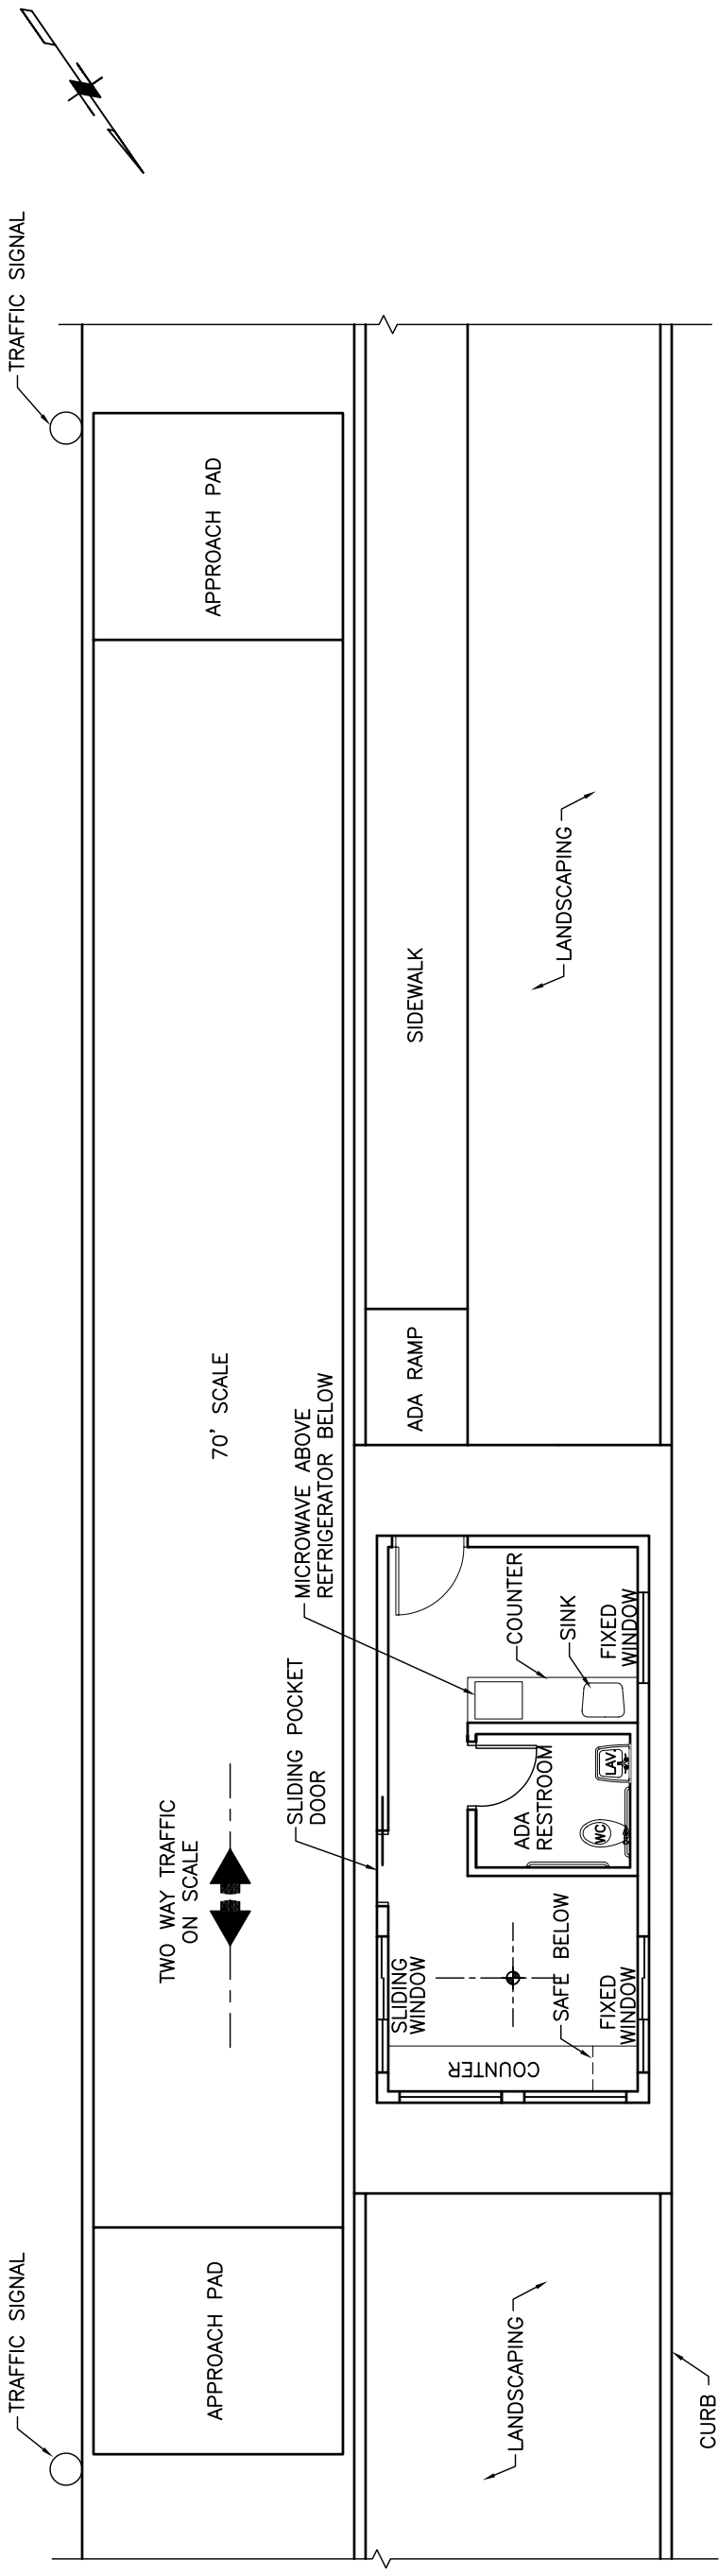 TRAFFIC SIGNAL
TRAFFIC SIGNAL
APPROACH PAD
70' SCALE
TWO WAY TRAFFIC
ON SCALE
APPROACH PAD
SLIDING POCKET
DOOR
MICROWAVE ABOVE
REFRIGERATOR BELOW
SLIDING
WINDOW
COUNTER
SAFE BELOW
FIXED
WINDOW
ADA
RESTROOM
WC
LAV
COUNTER
SINK
FIXED
WINDOW
ADA RAMP
SIDEWALK
LANDSCAPING
LANDSCAPING
CURB